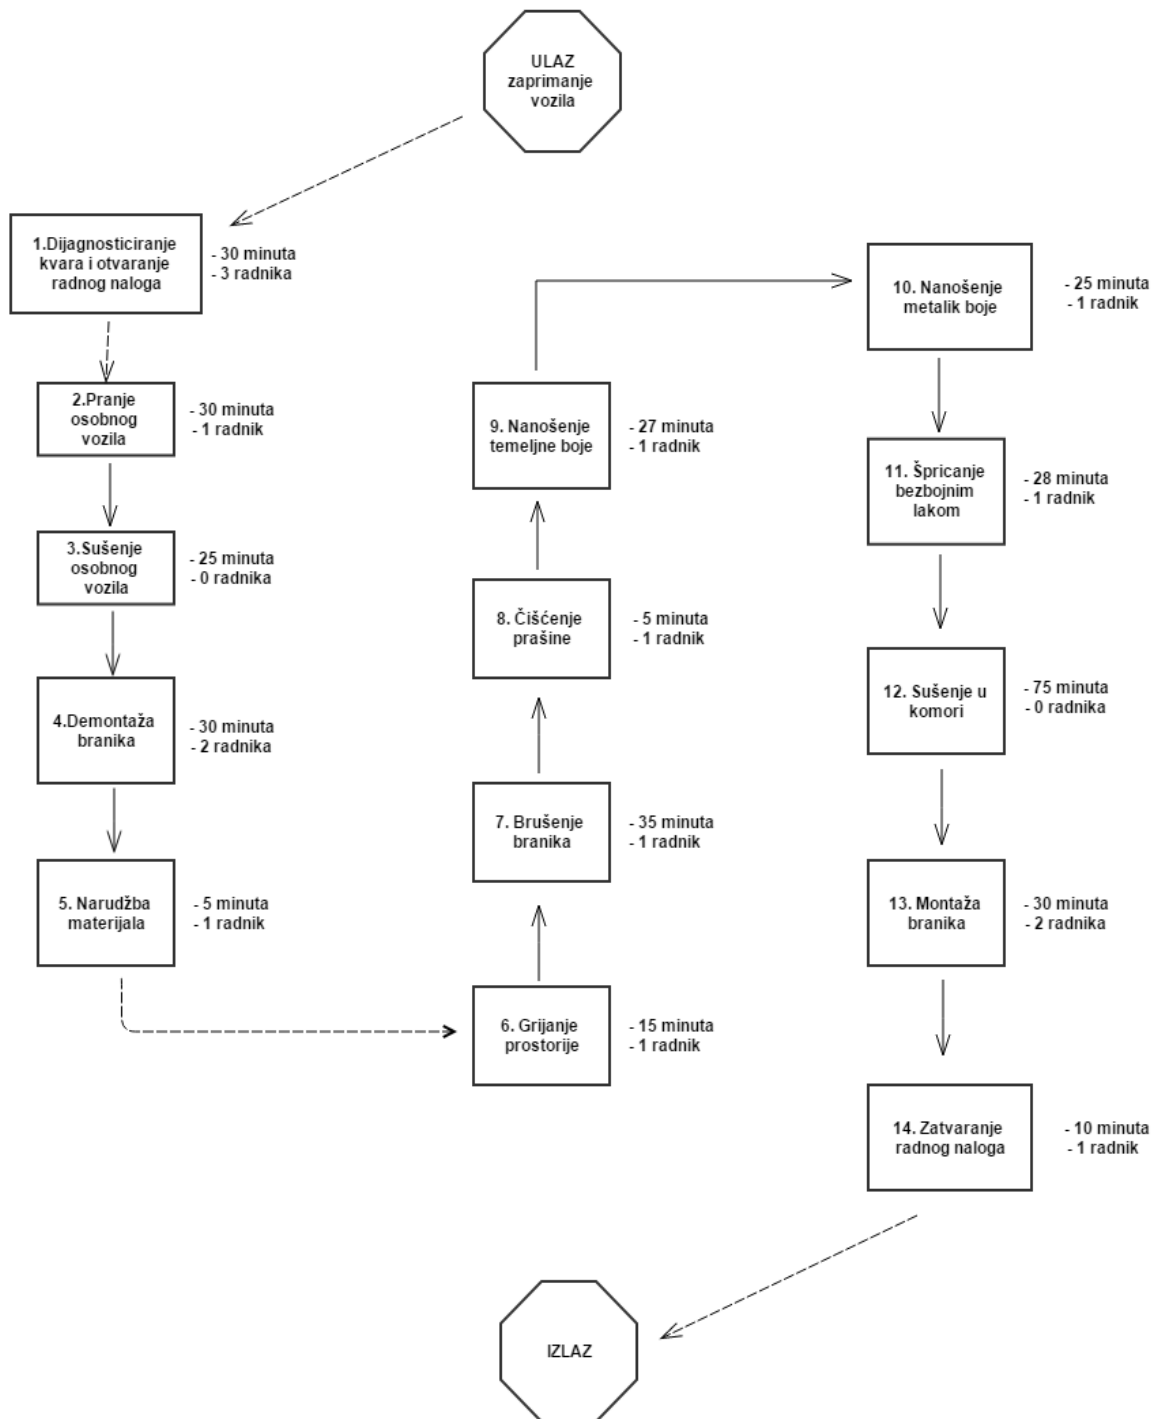 ULAZ
zaprimanje
vozila
1.Dijagnosticiranje
kvara i otvaranje
radnog naloga
- 30 minuta
- 3 radnika
2.Pranje
osobnog
vozila
- 30 minuta
- 1 radnik
3.Sušenje
osobnog
vozila
- 25 minuta
- 0 radnika
4.Demontaža
branika
- 30 minuta
- 2 radnika
5. Narudžba
materijala
- 5 minuta
- 1 radnik
6. Grijanje
prostorije
- 15 minuta
- 1 radnik
7. Brušenje
branika
- 35 minuta
- 1 radnik
8. Čišćenje
prašine
- 5 minuta
- 1 radnik
9. Nanošenje
temeljne boje
- 27 minuta
- 1 radnik
10. Nanošenje
metalik boje
- 25 minuta
- 1 radnik
11. Špricanje
bezbojnim
lakom
- 28 minuta
- 1 radnik
12. Sušenje u
komori
- 75 minuta
- 0 radnika
13. Montaža
branika
- 30 minuta
- 2 radnika
14. Zatvaranje
radnog naloga
- 10 minuta
- 1 radnik
IZLAZ